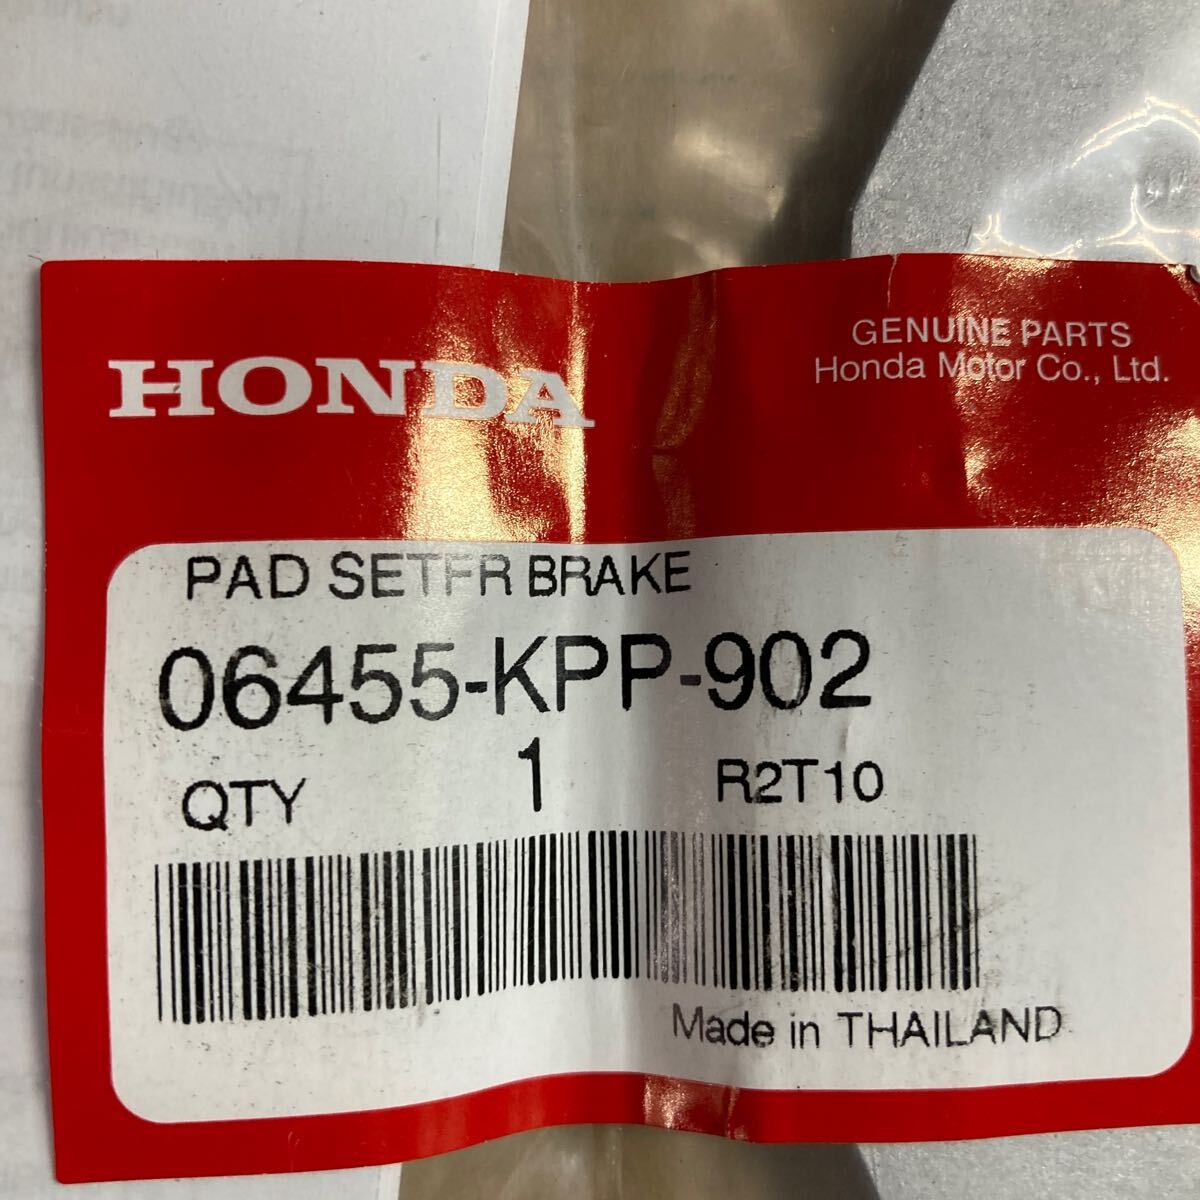 HONDA
GENUINE PARTS
Honda Motor Co., Ltd.
PAD SETFR BRAKE
06455-KPP-902
QTY 1 R2T10
Made in THAILAND